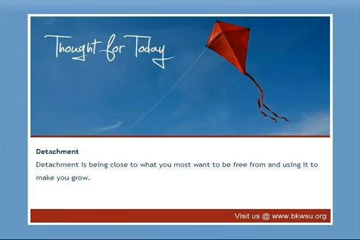 Thought for Today
Detachment
Detachment is being close to what you most want to be free from and using it to
make you grow.
Visit us @ www.bkwsu.org